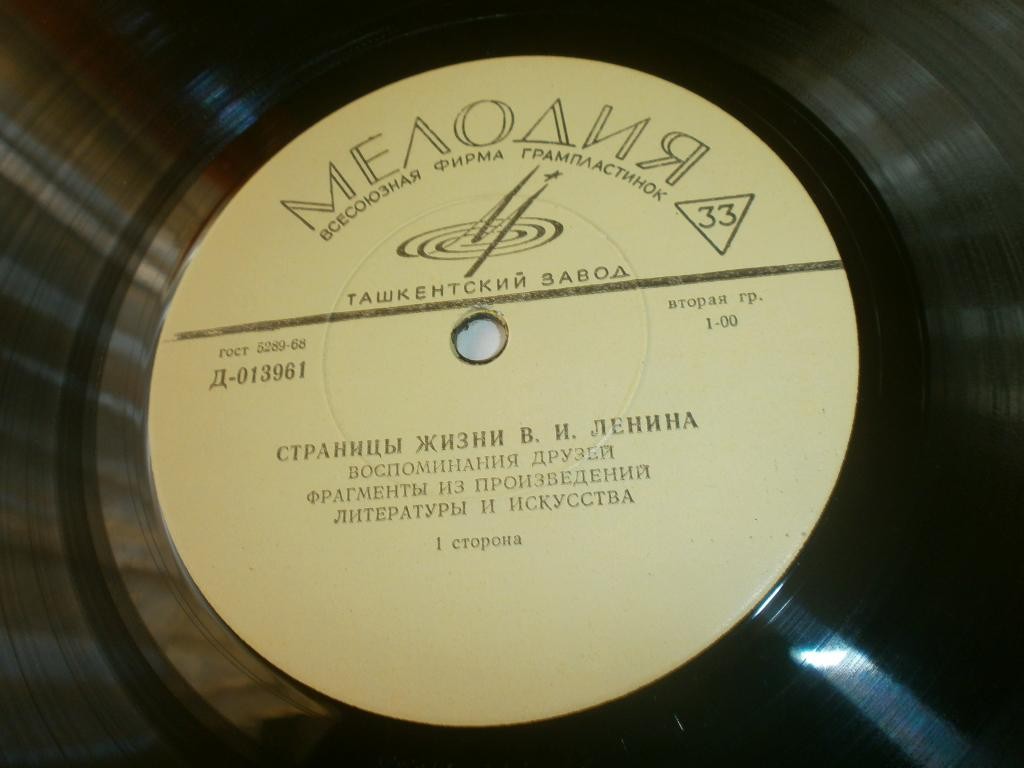 МЕЛОДИЯ
ВСЕСОЮЗНАЯ ФИРМА ГРАМПЛАСТИНОК
33
ТАШКЕНТСКИЙ ЗАВОД
гост 5289-68
вторая гр.
Д-013961
1-00
СТРАНИЦЫ ЖИЗНИ В. И. ЛЕНИНА
ВОСПОМИНАНИЯ ДРУЗЕЙ
ФРАГМЕНТЫ ИЗ ПРОИЗВЕДЕНИЙ
ЛИТЕРАТУРЫ И ИСКУССТВА
1 сторона